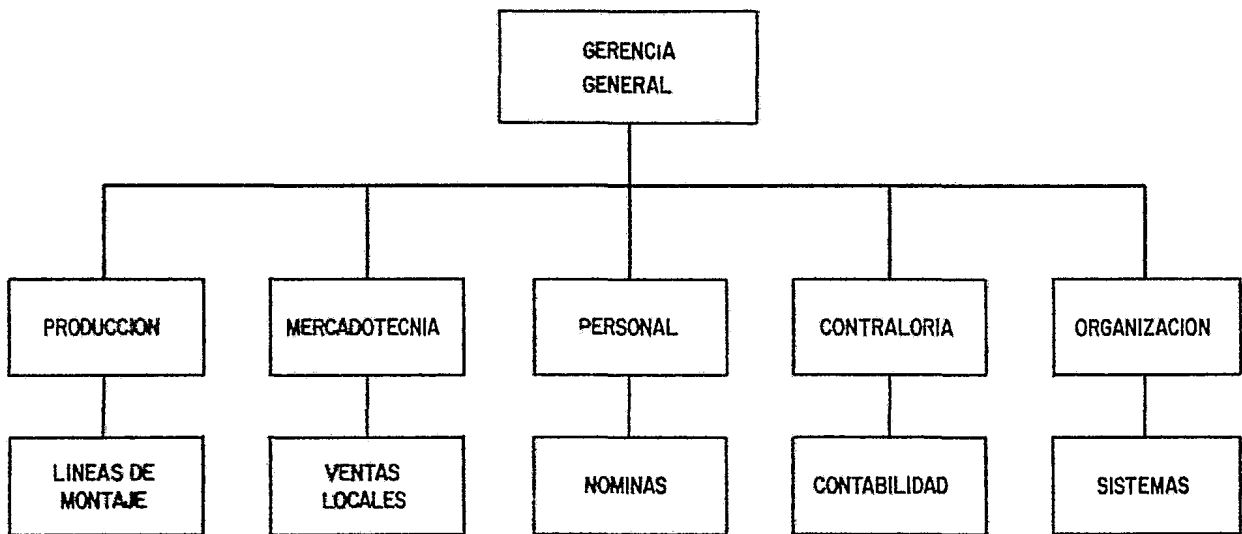 GERENCIA
GENERAL
PRODUCCION
MERCADOTECNIA
PERSONAL
CONTRALORIA
ORGANIZACION
LINEAS DE
MONTAJE
VENTAS
LOCALES
NOMINAS
CONTABILIDAD
SISTEMAS